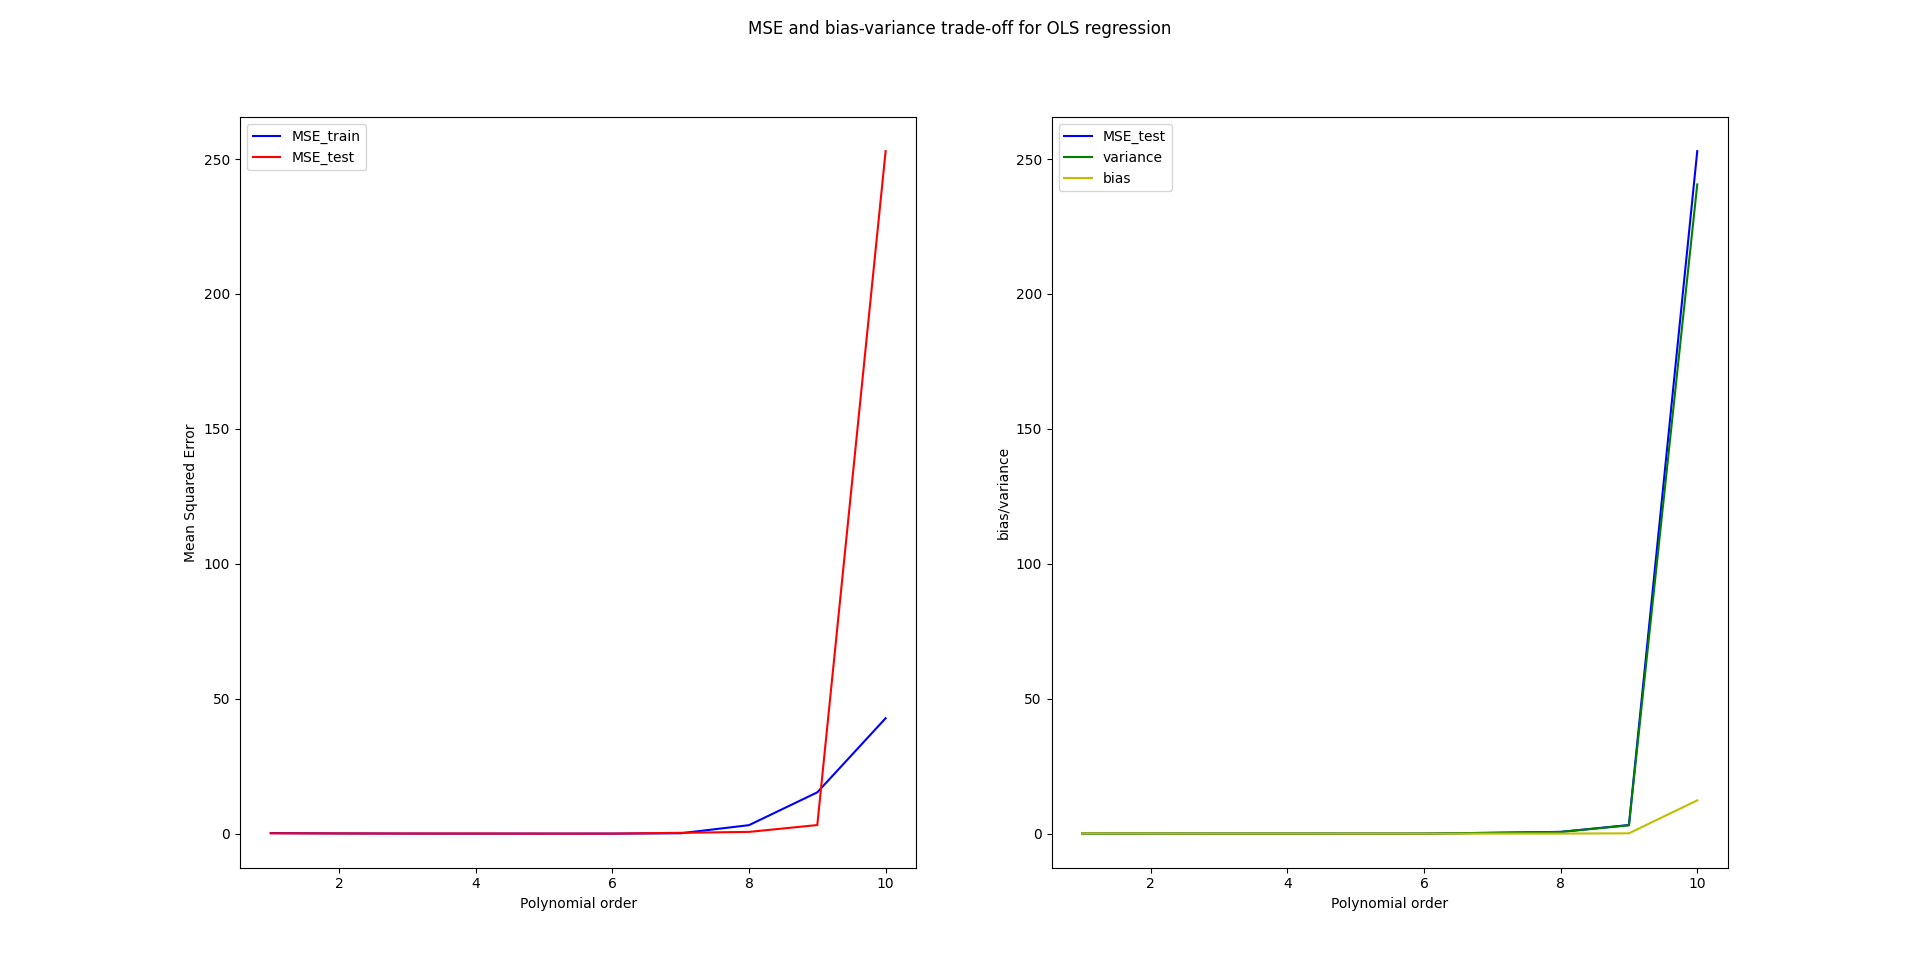 MSE and bias-variance trade-off for OLS regression
MSE_train
MSE_test
250
200
150
100
50
0
Mean Squared Error
2 4 6 8 10
Polynomial order
MSE_test
variance
bias
250
200
150
100
50
0
bias/variance
2 4 6 8 10
Polynomial order